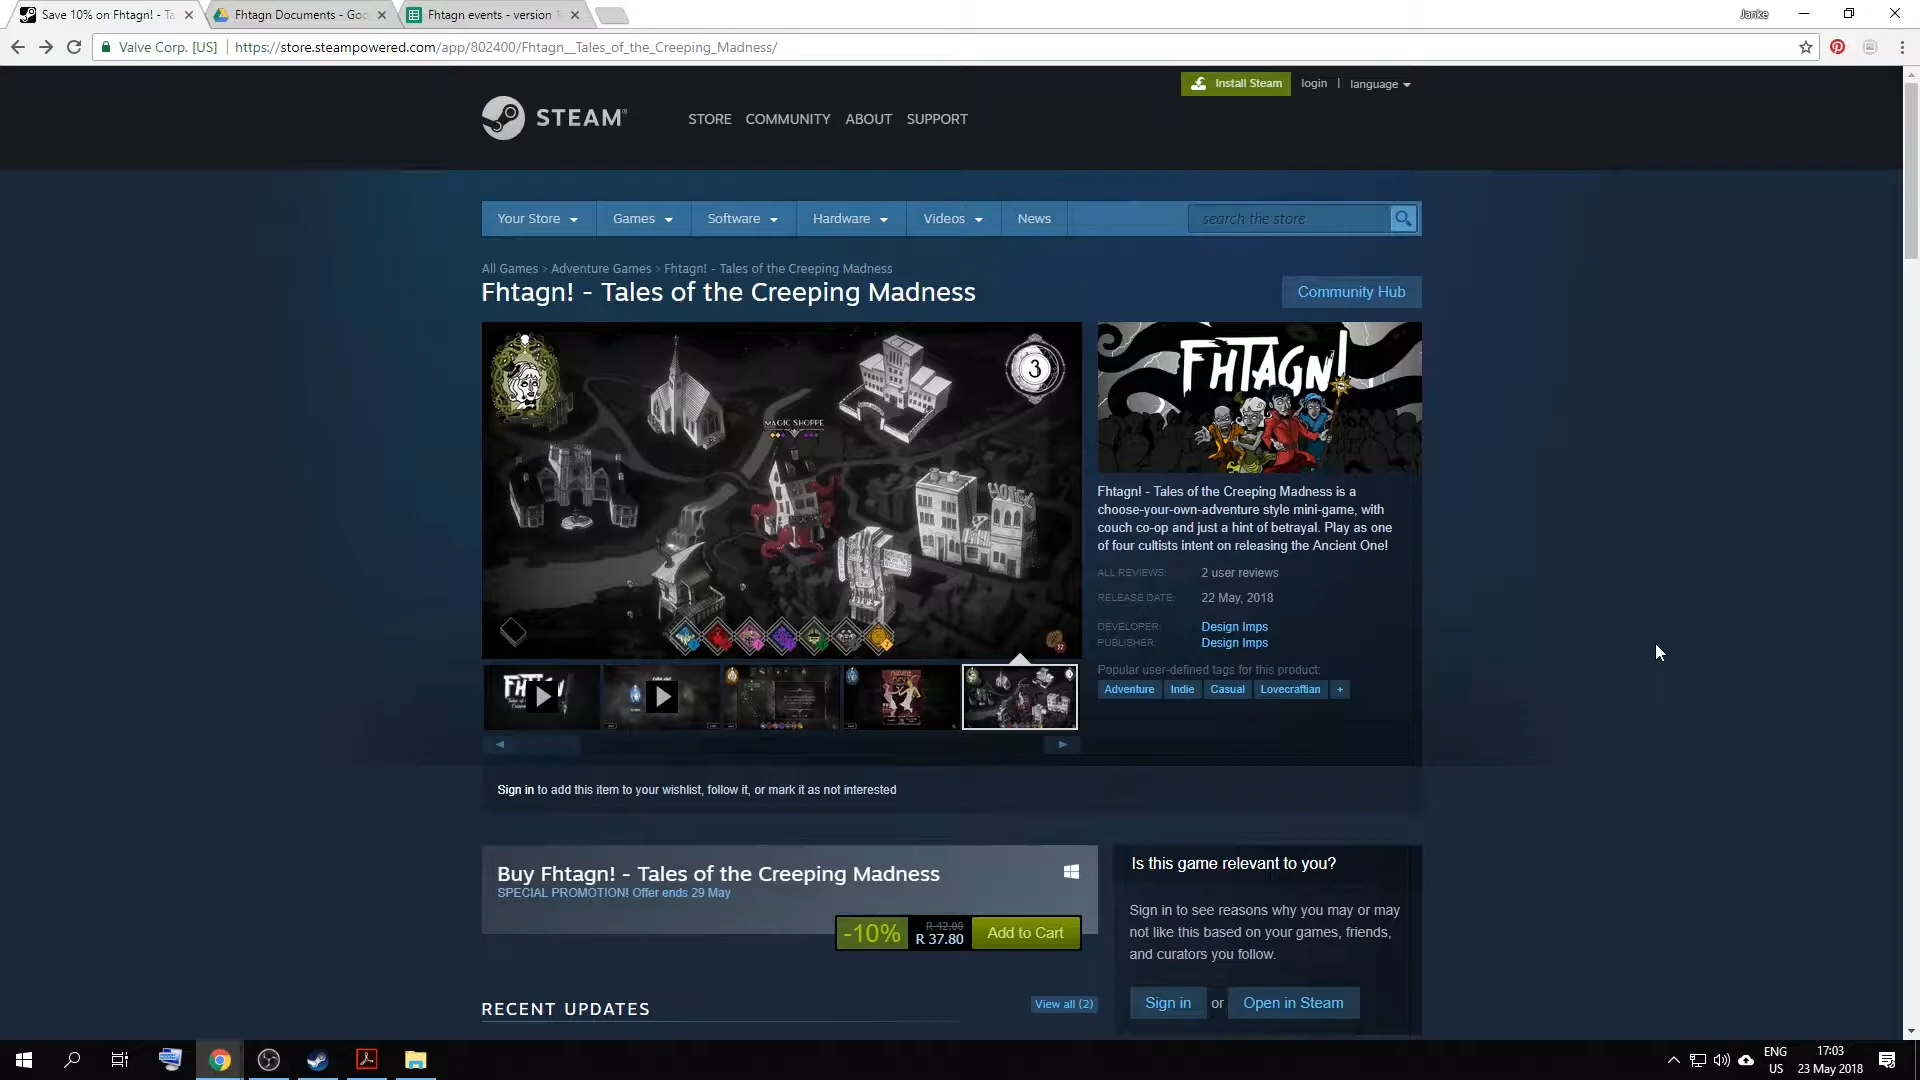 Save 10% on Fhtagn! - Ta
Fhtagn Documents - Goo
Fhtagn events - version 1
Janke
Valve Corp. [US]
https://store.steampowered.com/app/802400/Fhtagn__Tales_of_the_Creeping_Madness/
Install Steam
login
language
STEAM
STORE COMMUNITY ABOUT SUPPORT
Your Store
Games
Software
Hardware
Videos
News
search the store
All Games > Adventure Games > Fhtagn! - Tales of the Creeping Madness
Fhtagn! - Tales of the Creeping Madness
Community Hub
3
MAGIC SHOPPE
HOTEL
FHTAGN!
Fhtagn! - Tales of the Creeping Madness is a
choose-your-own-adventure style mini-game, with
couch co-op and just a hint of betrayal. Play as one
of four cultists intent on releasing the Ancient One!
ALL REVIEWS: 2 user reviews
RELEASE DATE: 22 May, 2018
DEVELOPER: Design Imps
PUBLISHER: Design Imps
Popular user-defined tags for this product:
Adventure Indie Casual Lovecraftian +
Sign in to add this item to your wishlist, follow it, or mark it as not interested
Buy Fhtagn! - Tales of the Creeping Madness
SPECIAL PROMOTION! Offer ends 29 May
-10%
R 42.00
R 37.80
Add to Cart
Is this game relevant to you?
Sign in to see reasons why you may or may
not like this based on your games, friends,
and curators you follow.
Sign in or Open in Steam
RECENT UPDATES
View all (2)
ENG
US
17:03
23 May 2018